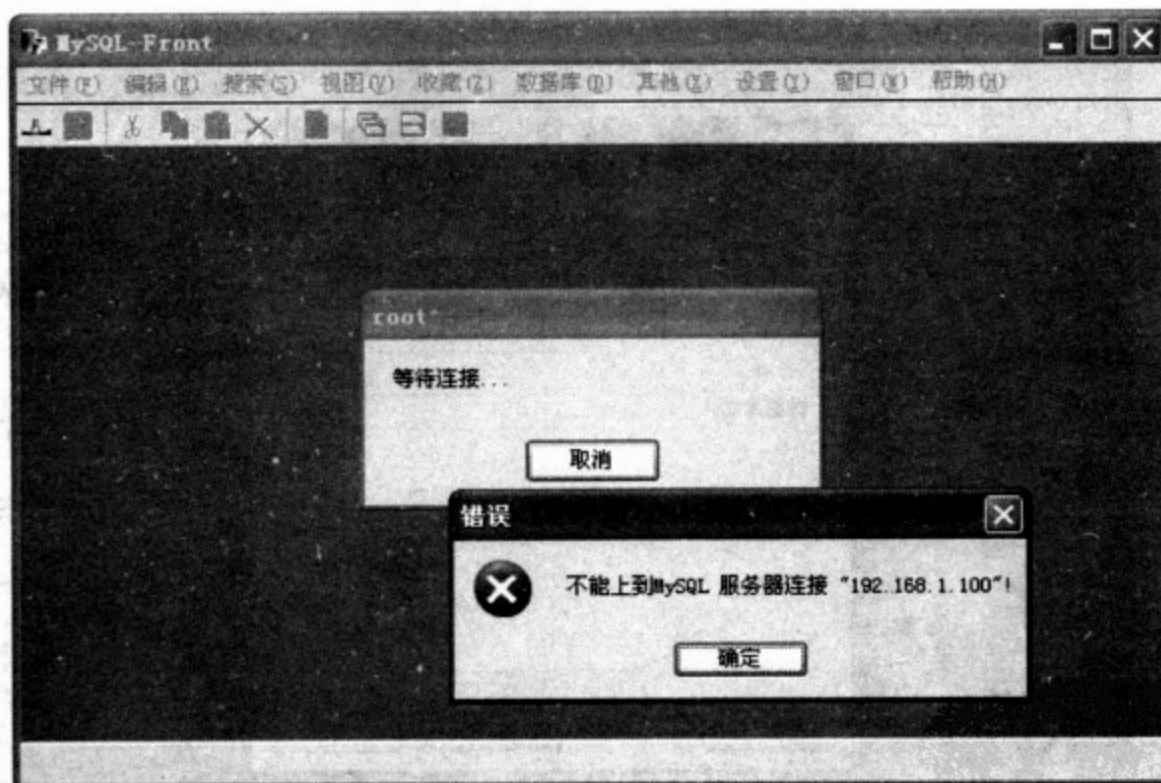 MySQL-Front
文件(F) 编辑(E) 搜索(S) 视图(V) 收藏(Z) 数据库(D) 其他(X) 设置(Y) 窗口(W) 帮助(H)
root
等待连接...
取消
错误
不能上到MySQL 服务器连接 "192.168.1.100"!
确定